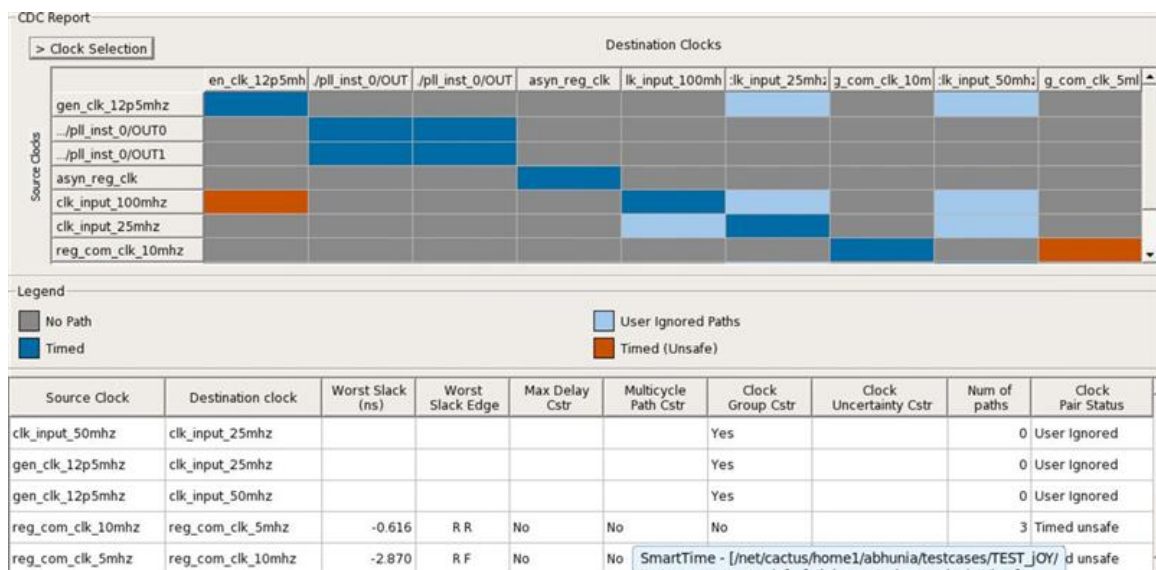 CDC Report
> Clock Selection
Destination Clocks
en_clk_12p5mh ./pll_inst_0/OUT ./pll_inst_0/OUT asyn_reg_clk lk_input_100mh :lk_input_25mhz g_com_clk_10m :lk_input_50mhz g_com_clk_5ml
Source Clocks
gen_clk_12p5mhz
.../pll_inst_0/OUT0
.../pll_inst_0/OUT1
asyn_reg_clk
clk_input_100mhz
clk_input_25mhz
reg_com_clk_10mhz
Legend
No Path User Ignored Paths
Timed Timed (Unsafe)
Source Clock Destination clock Worst Slack (ns) Worst Slack Edge Max Delay Cstr Multicycle Path Cstr Clock Group Cstr Clock Uncertainty Cstr Num of paths Clock Pair Status
clk_input_50mhz clk_input_25mhz Yes 0 User Ignored
gen_clk_12p5mhz clk_input_25mhz Yes 0 User Ignored
gen_clk_12p5mhz clk_input_50mhz Yes 0 User Ignored
reg_com_clk_10mhz reg_com_clk_5mhz -0.616 R R No No No 3 Timed unsafe
reg_com_clk_5mhz reg_com_clk_10mhz -2.870 R F No No SmartTime - [/net/cactus/home1/abhunia/testcases/TEST_jOY/ d unsafe